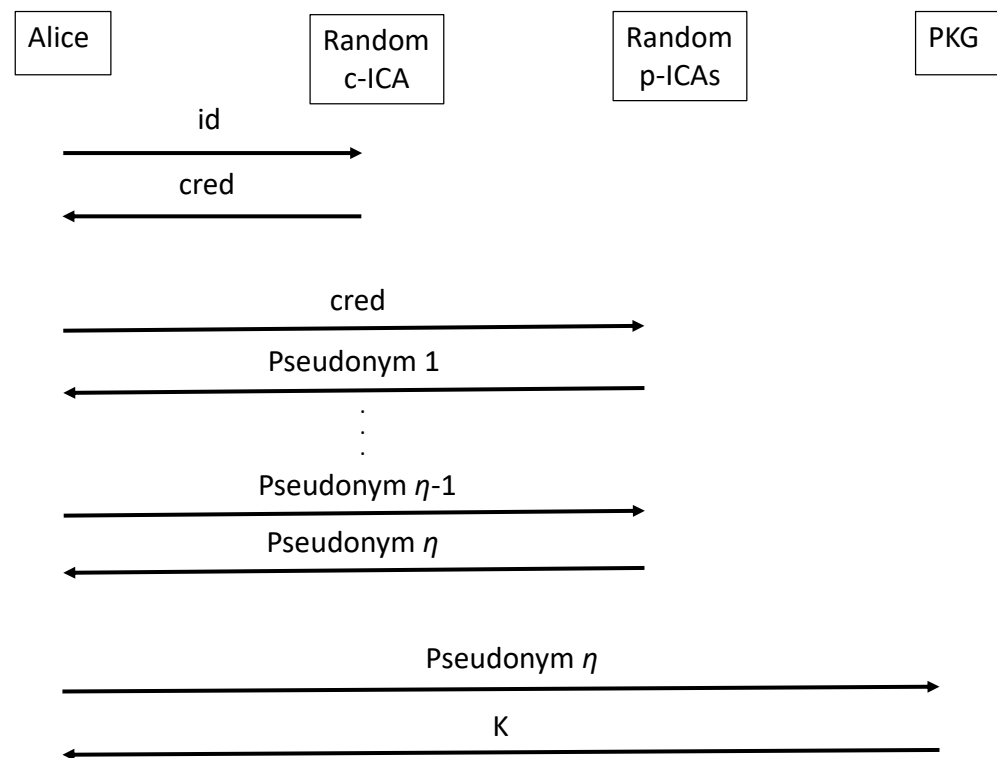 Alice
Random
c-ICA
Random
p-ICAs
PKG
id
cred
cred
Pseudonym 1
.
.
.
Pseudonym η-1
Pseudonym η
Pseudonym η
K